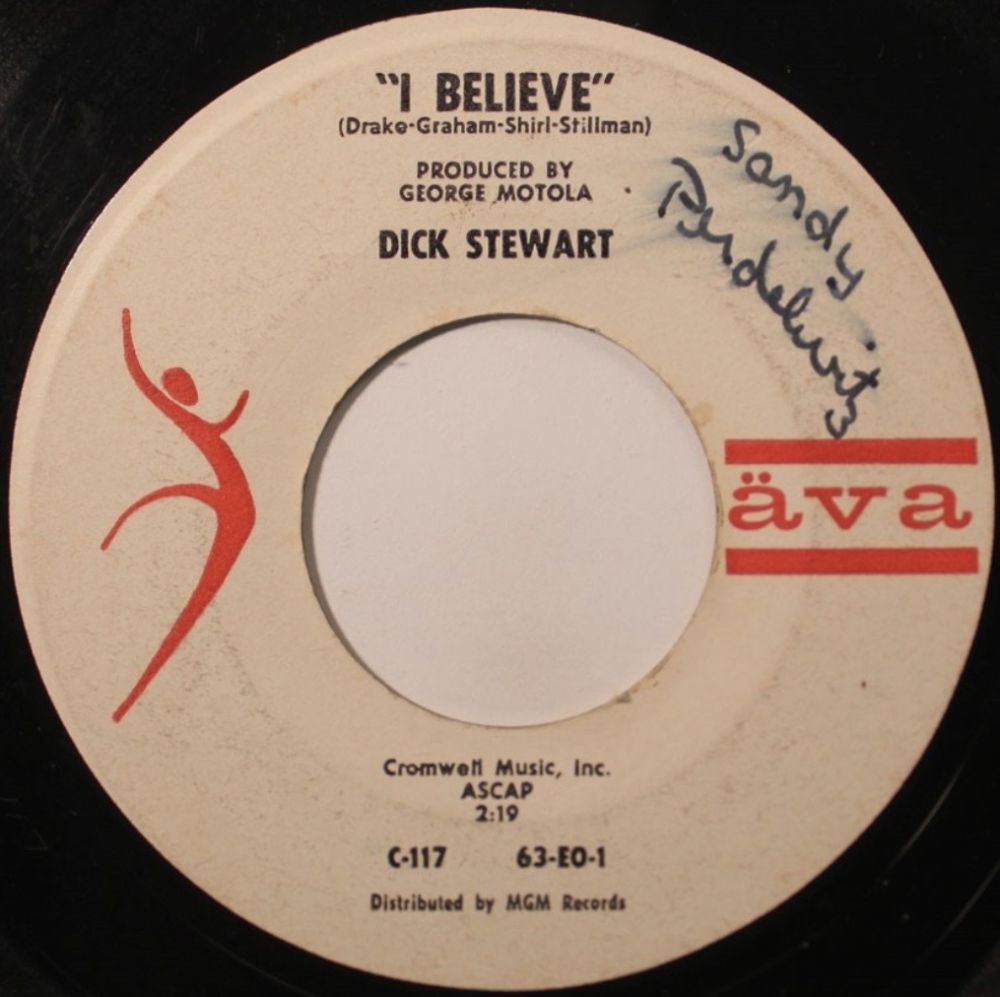 "I BELIEVE"
(Drake-Graham-Shirl-Stillman)
PRODUCED BY
GEORGE MOTOLA
DICK STEWART
Sandy
äva
Cromwell Music, Inc.
ASCAP
2:19
C-117 63-EO-1
Distributed by MGM Records